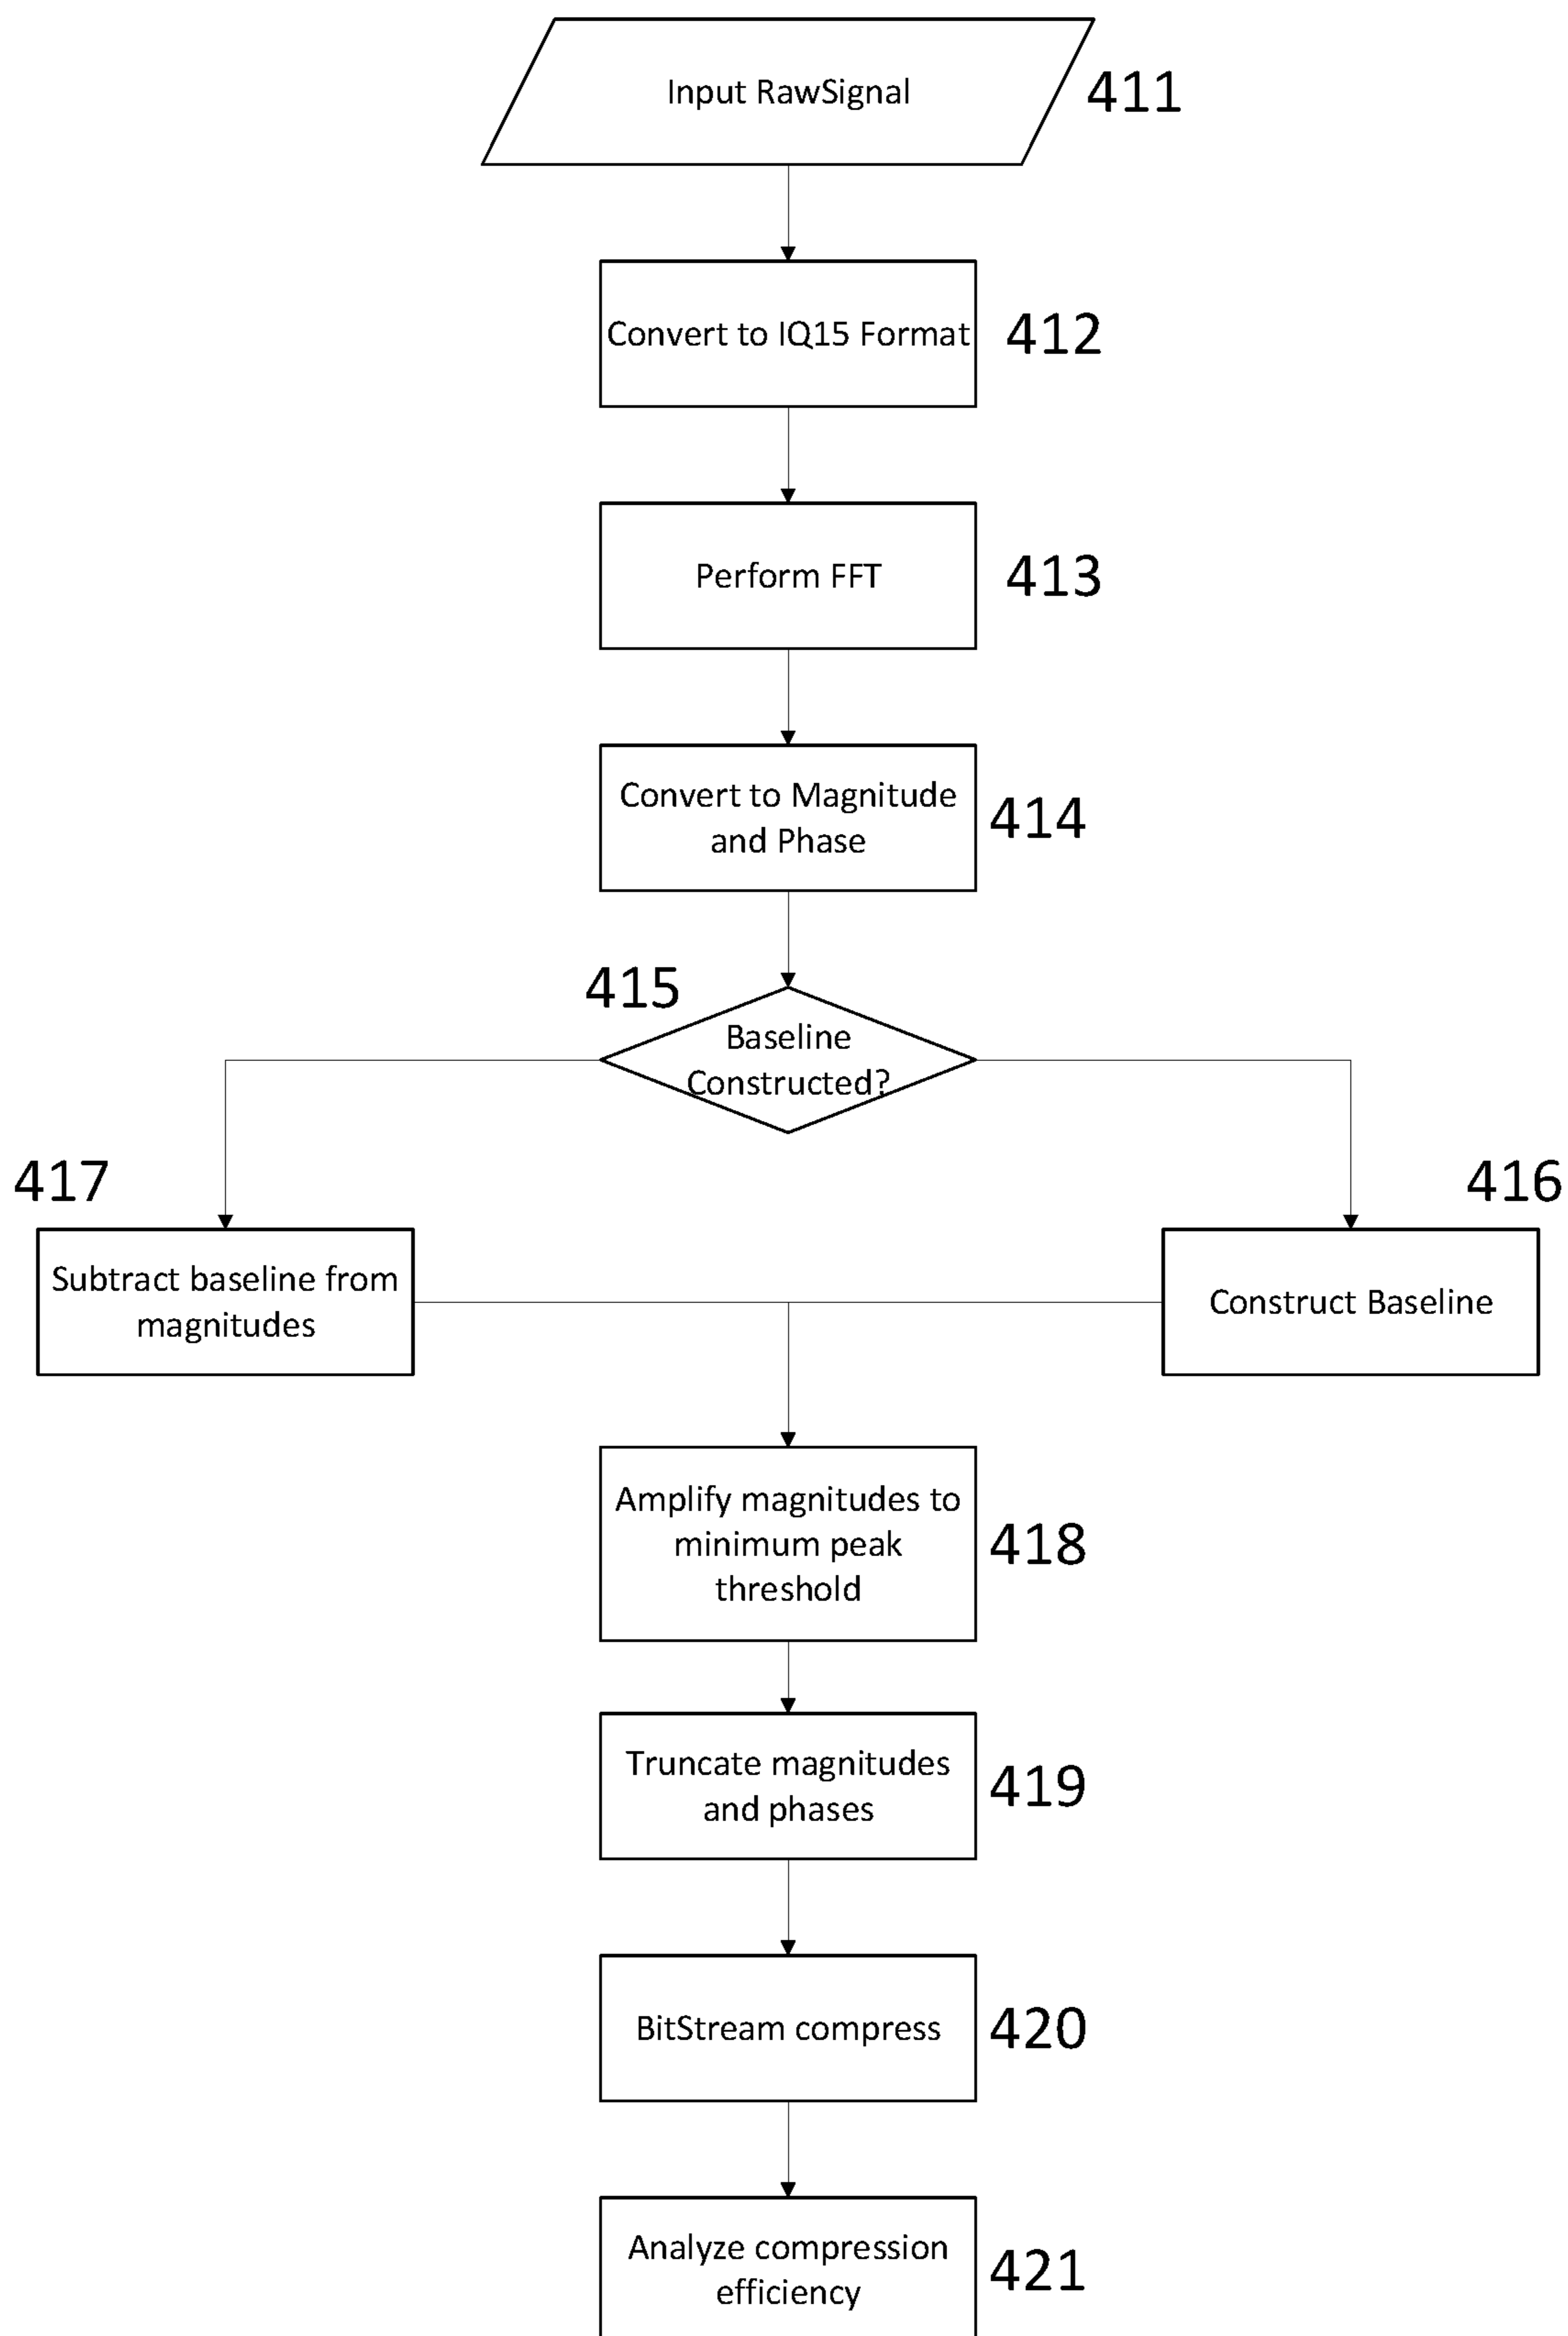 Input RawSignal
411
Convert to IQ15 Format
412
Perform FFT
413
Convert to Magnitude
and Phase
414
415
Baseline
Constructed?
417
416
Subtract baseline from
magnitudes
Construct Baseline
Amplify magnitudes to
minimum peak
threshold
418
Truncate magnitudes
and phases
419
BitStream compress
420
Analyze compression
efficiency
421